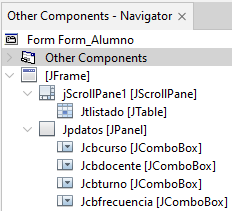 Other Components - Navigator ×
Form Form_Alumno
Other Components
[JFrame]
jScrollPane1 [JScrollPane]
Jtlistado [JTable]
Jpdatos [JPanel]
Jcbcurso [JComboBox]
Jcbdocente [JComboBox]
Jcbturno [JComboBox]
Jcbfrecuencia [JComboBox]